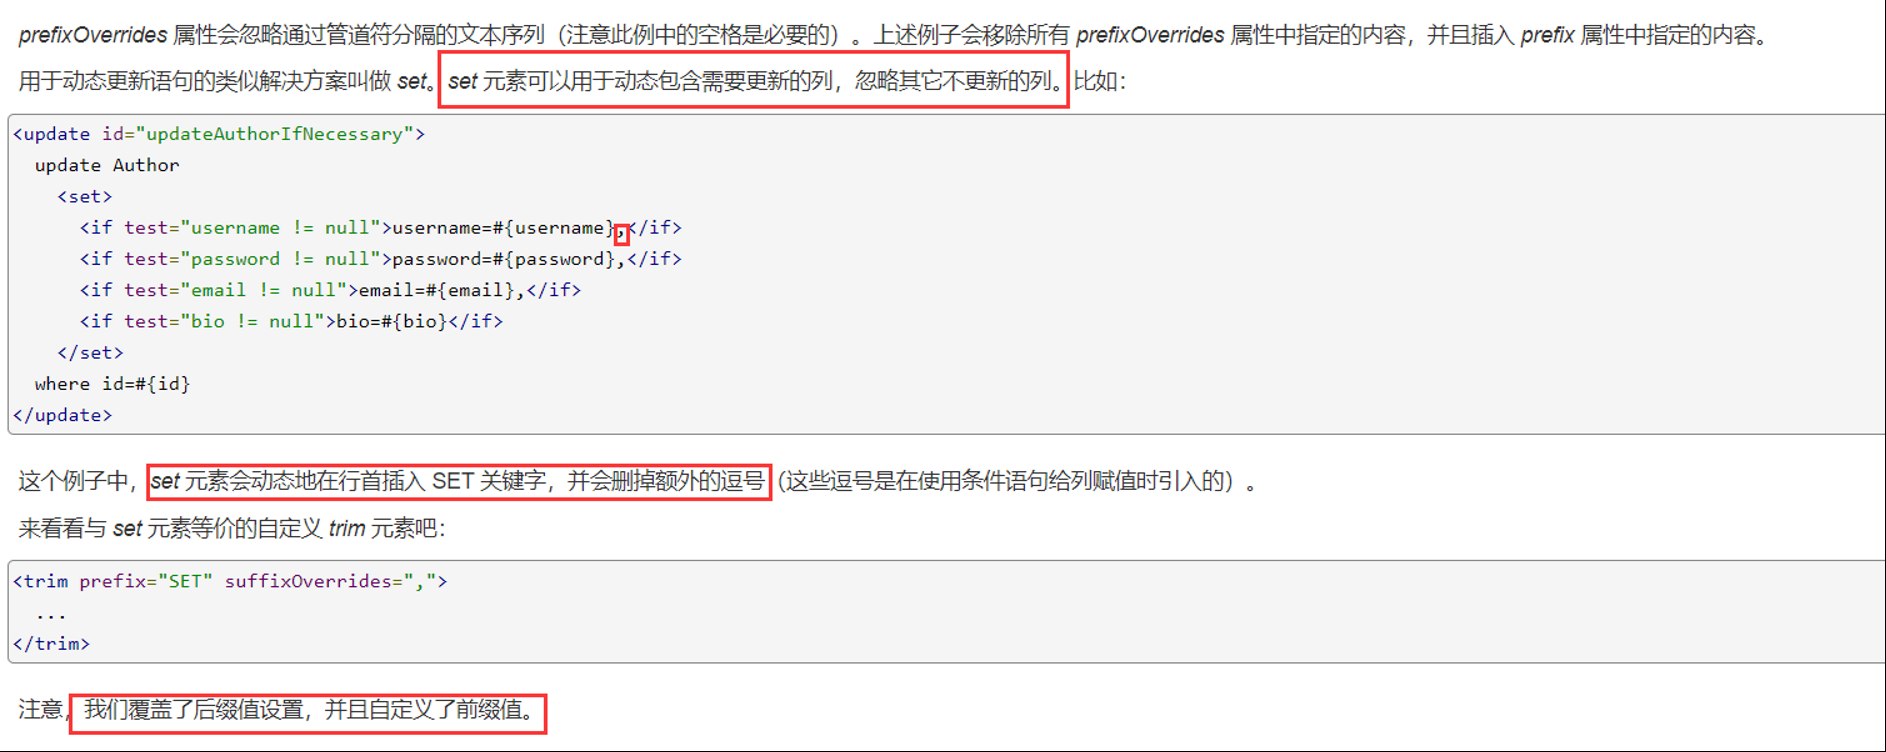 prefixOverrides 属性会忽略通过管道符分隔的文本序列（注意此例中的空格是必要的）。上述例子会移除所有 prefixOverrides 属性中指定的内容，并且插入 prefix 属性中指定的内容。
用于动态更新语句的类似解决方案叫做 set。set 元素可以用于动态包含需要更新的列，忽略其它不更新的列。比如：
<update id="updateAuthorIfNecessary">
  update Author
    <set>
      <if test="username != null">username=#{username},</if>
      <if test="password != null">password=#{password},</if>
      <if test="email != null">email=#{email},</if>
      <if test="bio != null">bio=#{bio}</if>
    </set>
  where id=#{id}
</update>
这个例子中，set 元素会动态地在行首插入 SET 关键字，并会删掉额外的逗号（这些逗号是在使用条件语句给列赋值时引入的）。
来看看与 set 元素等价的自定义 trim 元素吧：
<trim prefix="SET" suffixOverrides=",">
  ...
</trim>
注意，我们覆盖了后缀值设置，并且自定义了前缀值。